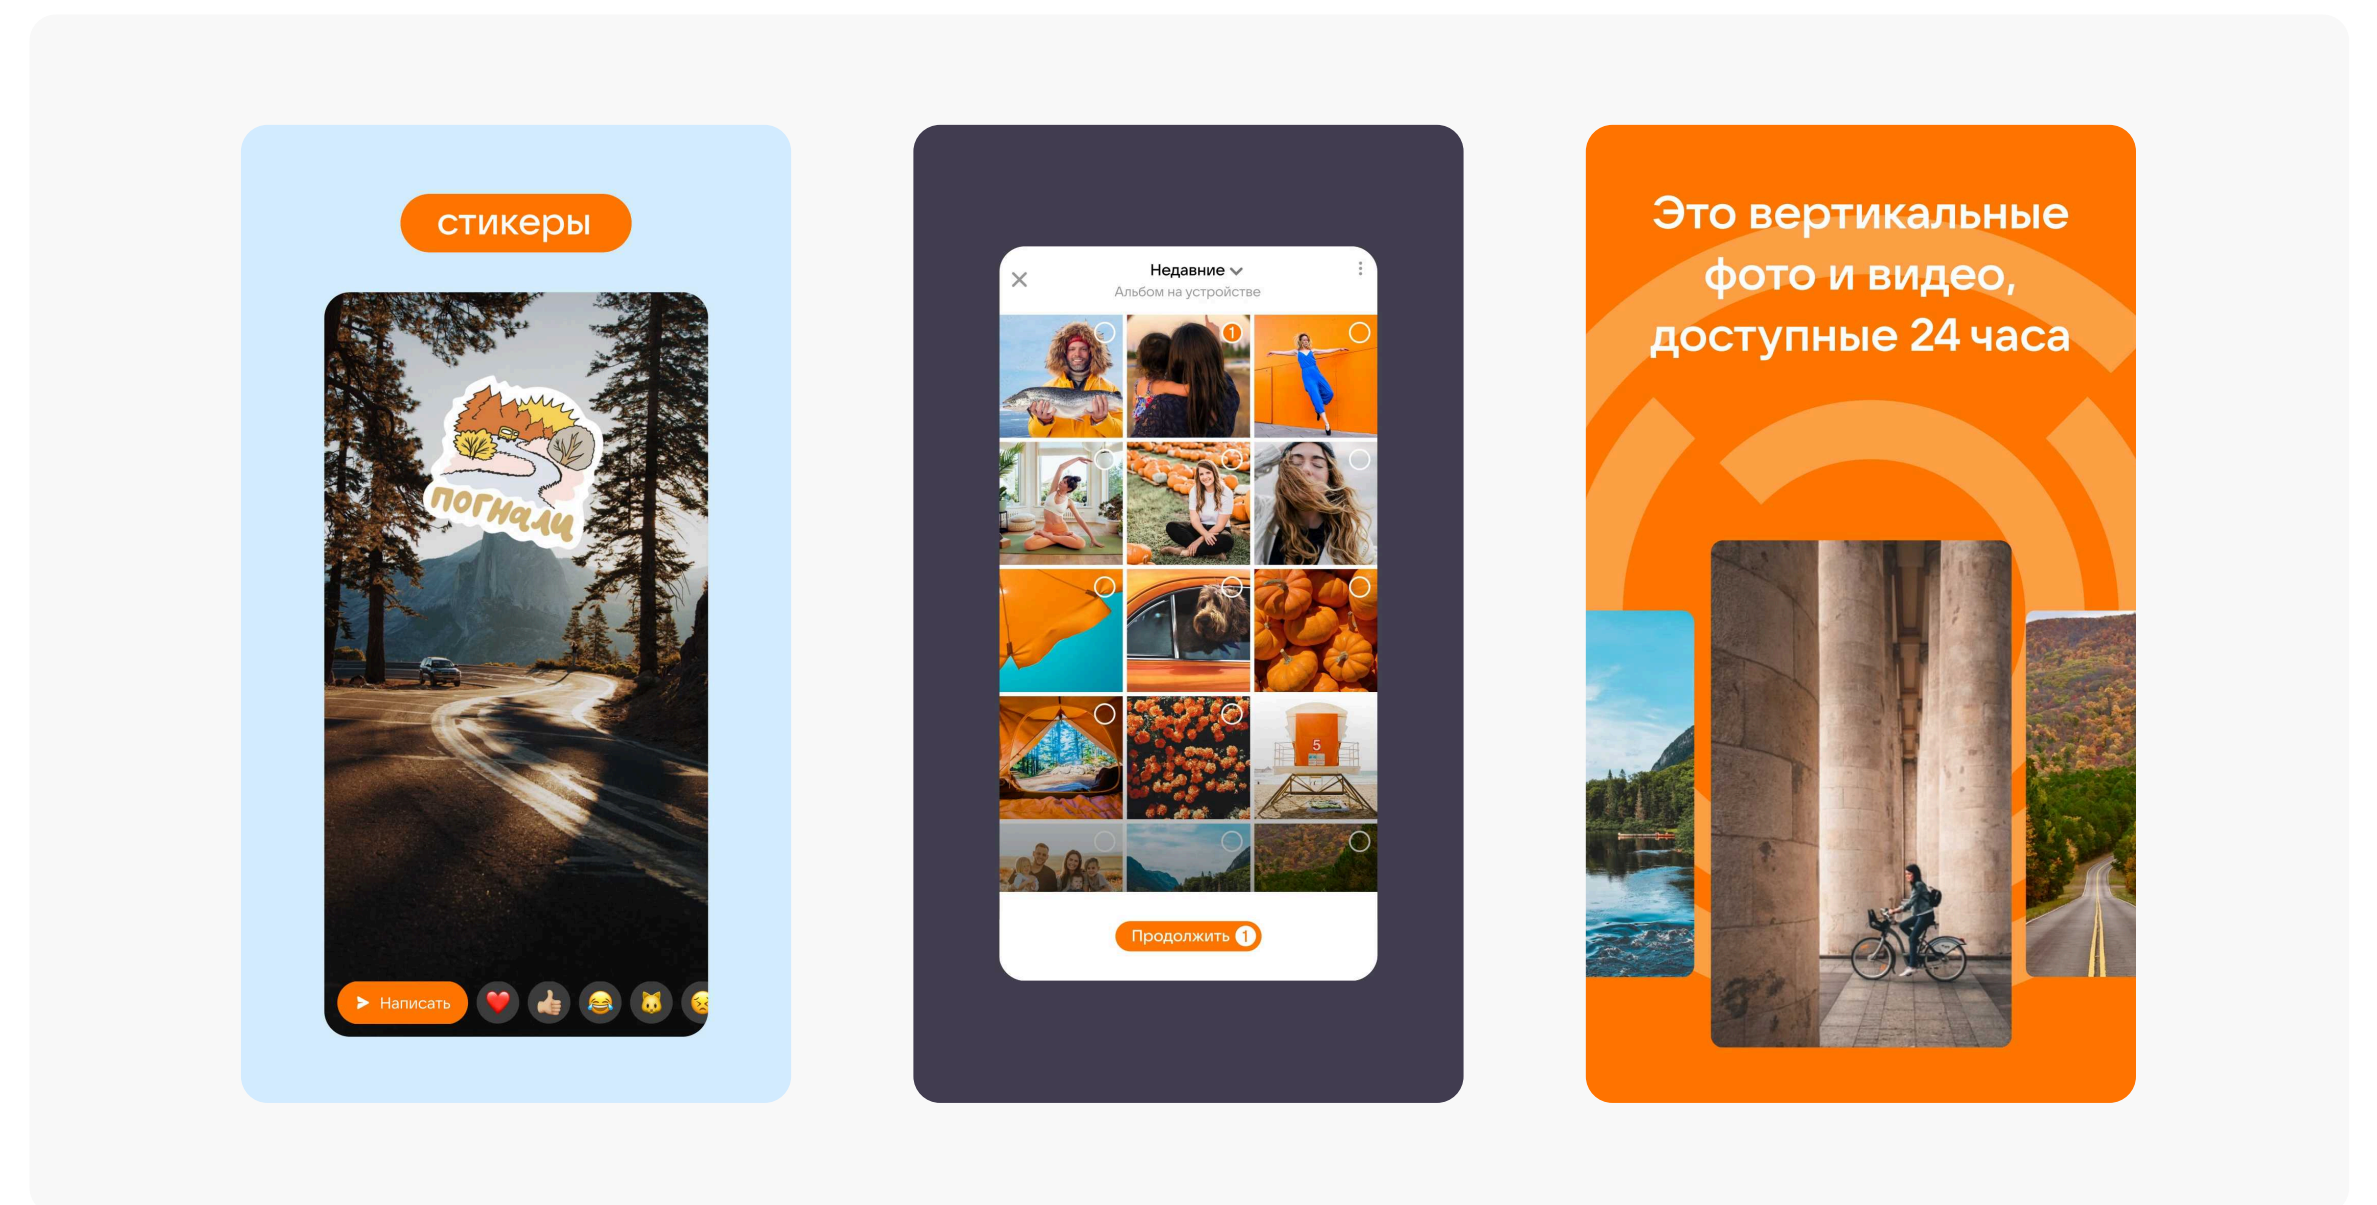 стикеры
погнали
Написать
Недавние
Альбом на устройстве
1
5
Продолжить 1
Это вертикальные
фото и видео,
доступные 24 часа